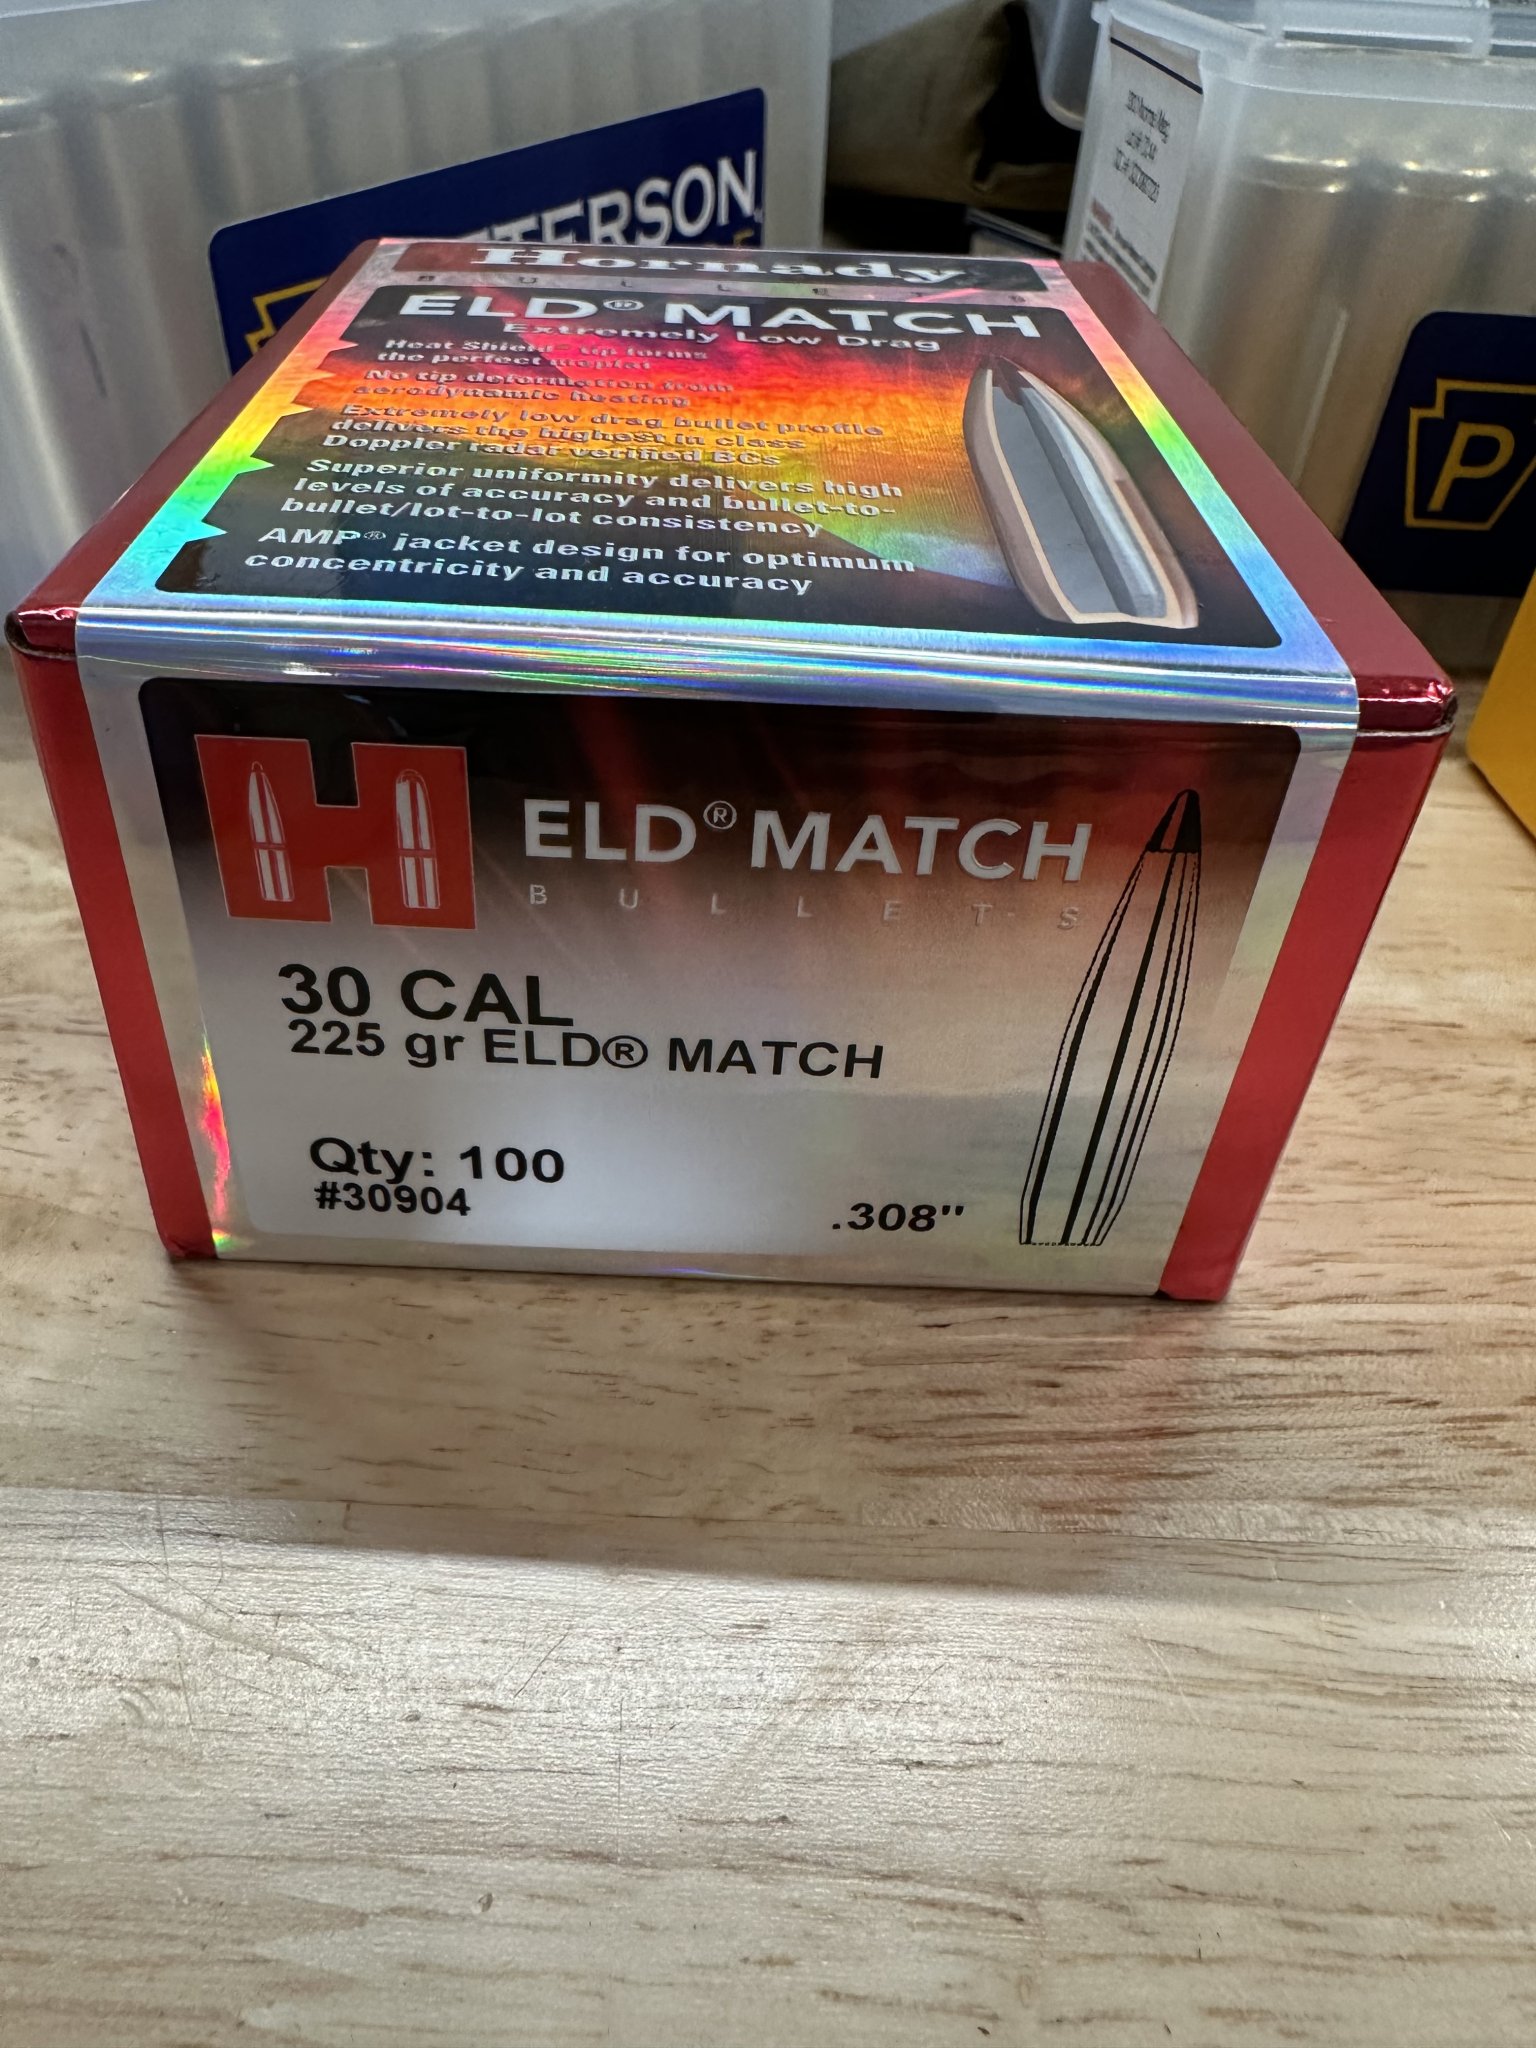 TERSON
Hornady
BULLETS
ELD® MATCH
Extremely Low Drag
Heat Shield® tip forms
the perfect meplat
No tip deformation from
aerodynamic heating
Extremely low drag bullet profile
delivers the highest in class
Doppler radar verified BCs
Superior uniformity delivers high
levels of accuracy and bullet-to-
bullet/lot-to-lot consistency
AMP® jacket design for optimum
concentricity and accuracy
H
ELD® MATCH
BULLETS
30 CAL
225 gr ELD® MATCH
Qty: 100
#30904
.308"
P